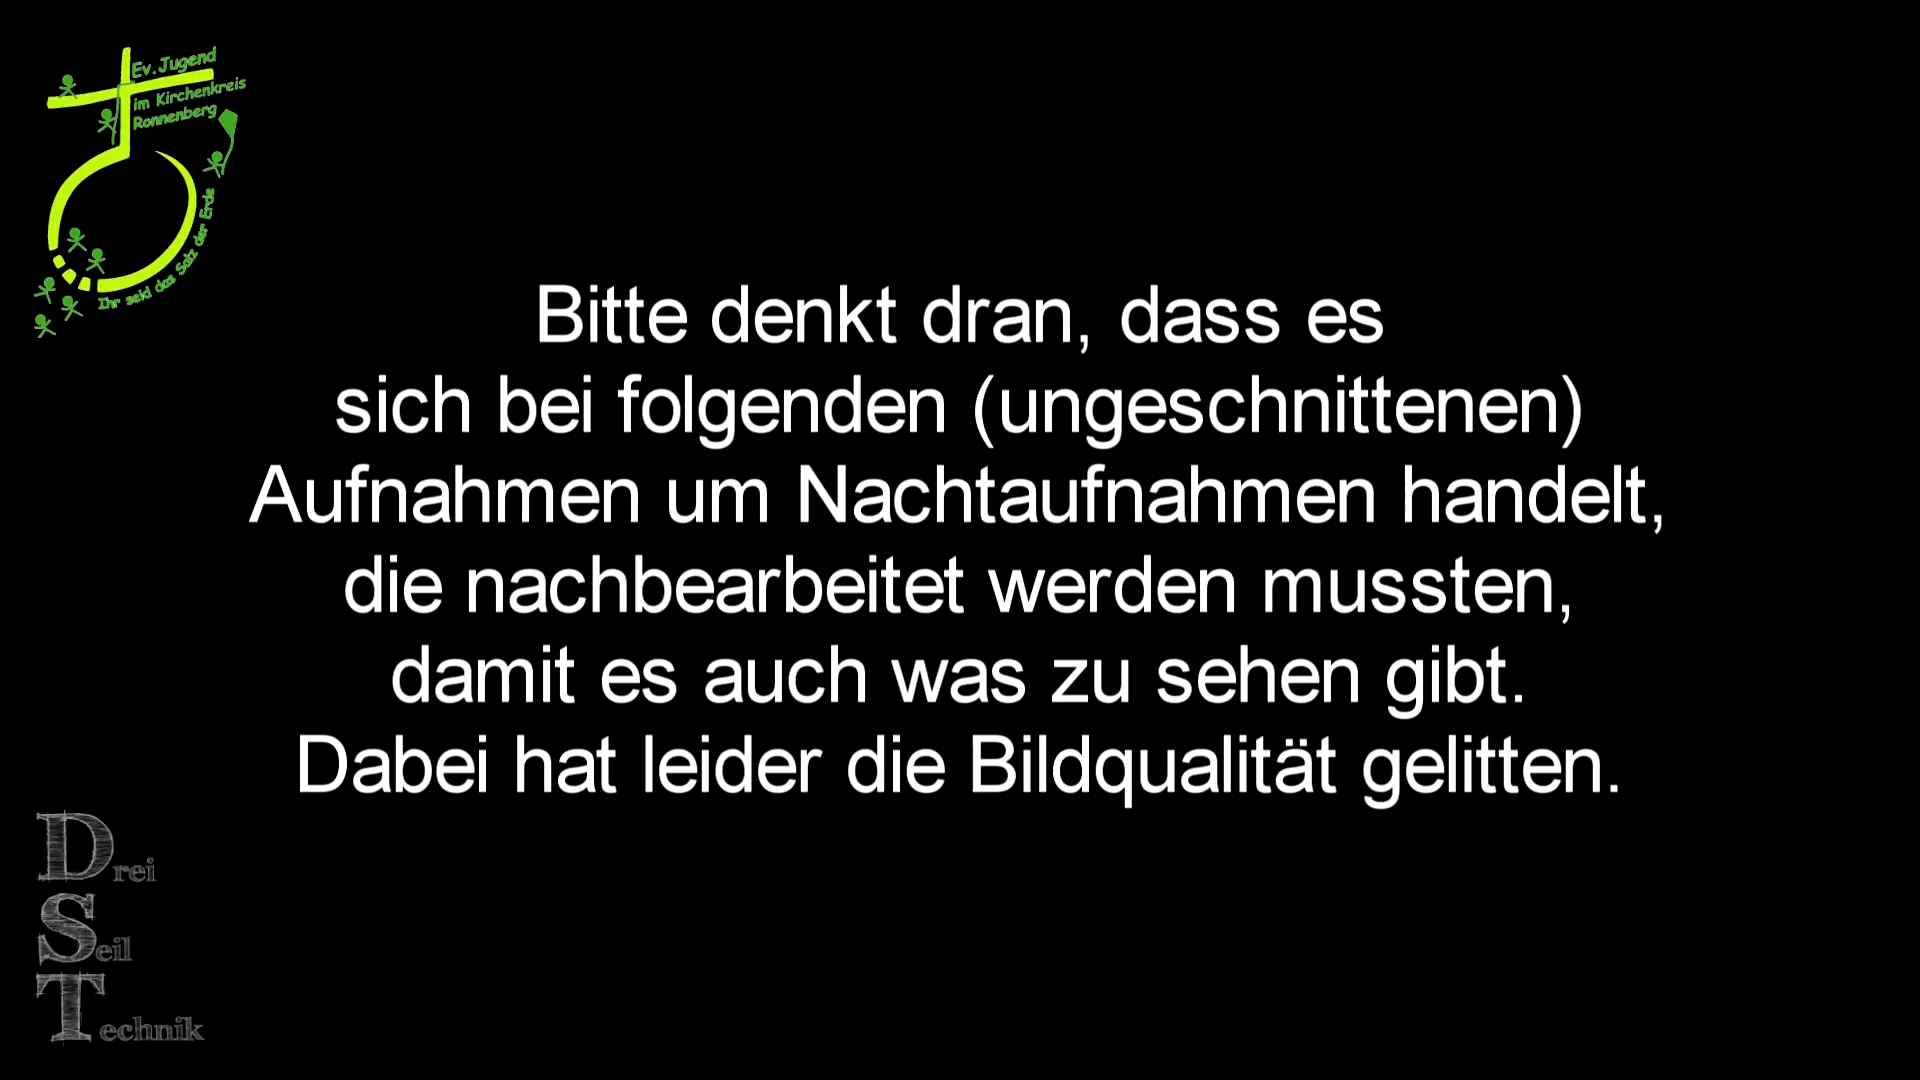 Ev. Jugend
im Kirchenkreis
Ronnenberg
Ihr seid das Salz der Erde
Bitte denkt dran, dass es
sich bei folgenden (ungeschnittenen)
Aufnahmen um Nachtaufnahmen handelt,
die nachbearbeitet werden mussten,
damit es auch was zu sehen gibt.
Dabei hat leider die Bildqualität gelitten.
Drei
Seil
Technik